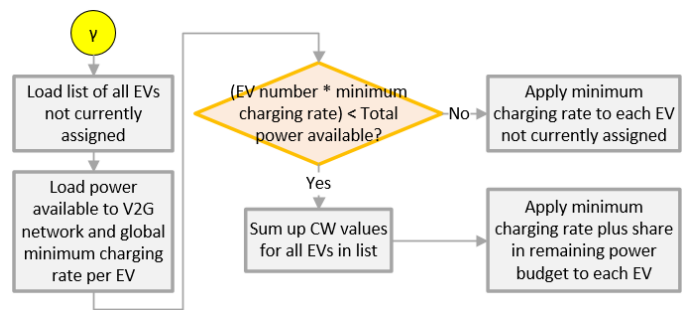 γ
Load list of all EVs
not currently
assigned
Load power
available to V2G
network and global
minimum charging
rate per EV
(EV number * minimum
charging rate) < Total
power available?
No
Apply minimum
charging rate to each EV
not currently assigned
Yes
Sum up CW values
for all EVs in list
Apply minimum
charging rate plus share
in remaining power
budget to each EV